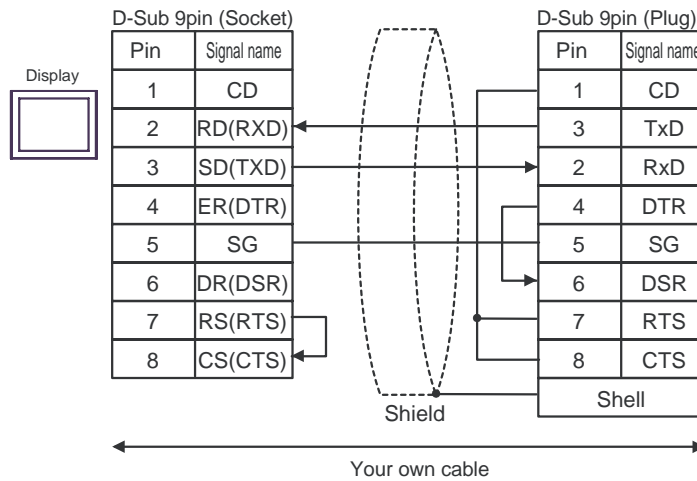 D-Sub 9pin (Socket)
D-Sub 9pin (Plug)
Display
Pin Signal name
1 CD
2 RD(RXD)
3 SD(TXD)
4 ER(DTR)
5 SG
6 DR(DSR)
7 RS(RTS)
8 CS(CTS)
Pin Signal name
1 CD
3 TxD
2 RxD
4 DTR
5 SG
6 DSR
7 RTS
8 CTS
Shell
Shield
Your own cable